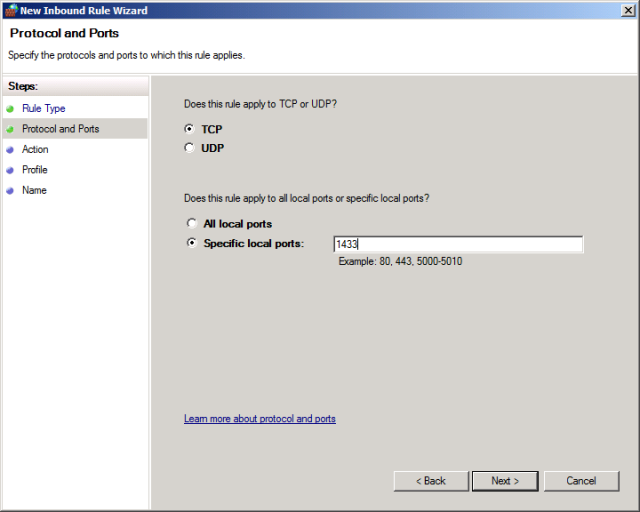 New Inbound Rule Wizard
Protocol and Ports
Specify the protocols and ports to which this rule applies.
Steps:
Rule Type
Protocol and Ports
Action
Profile
Name
Does this rule apply to TCP or UDP?
TCP
UDP
Does this rule apply to all local ports or specific local ports?
All local ports
Specific local ports:
1433
Example: 80, 443, 5000-5010
Learn more about protocol and ports
< Back
Next >
Cancel